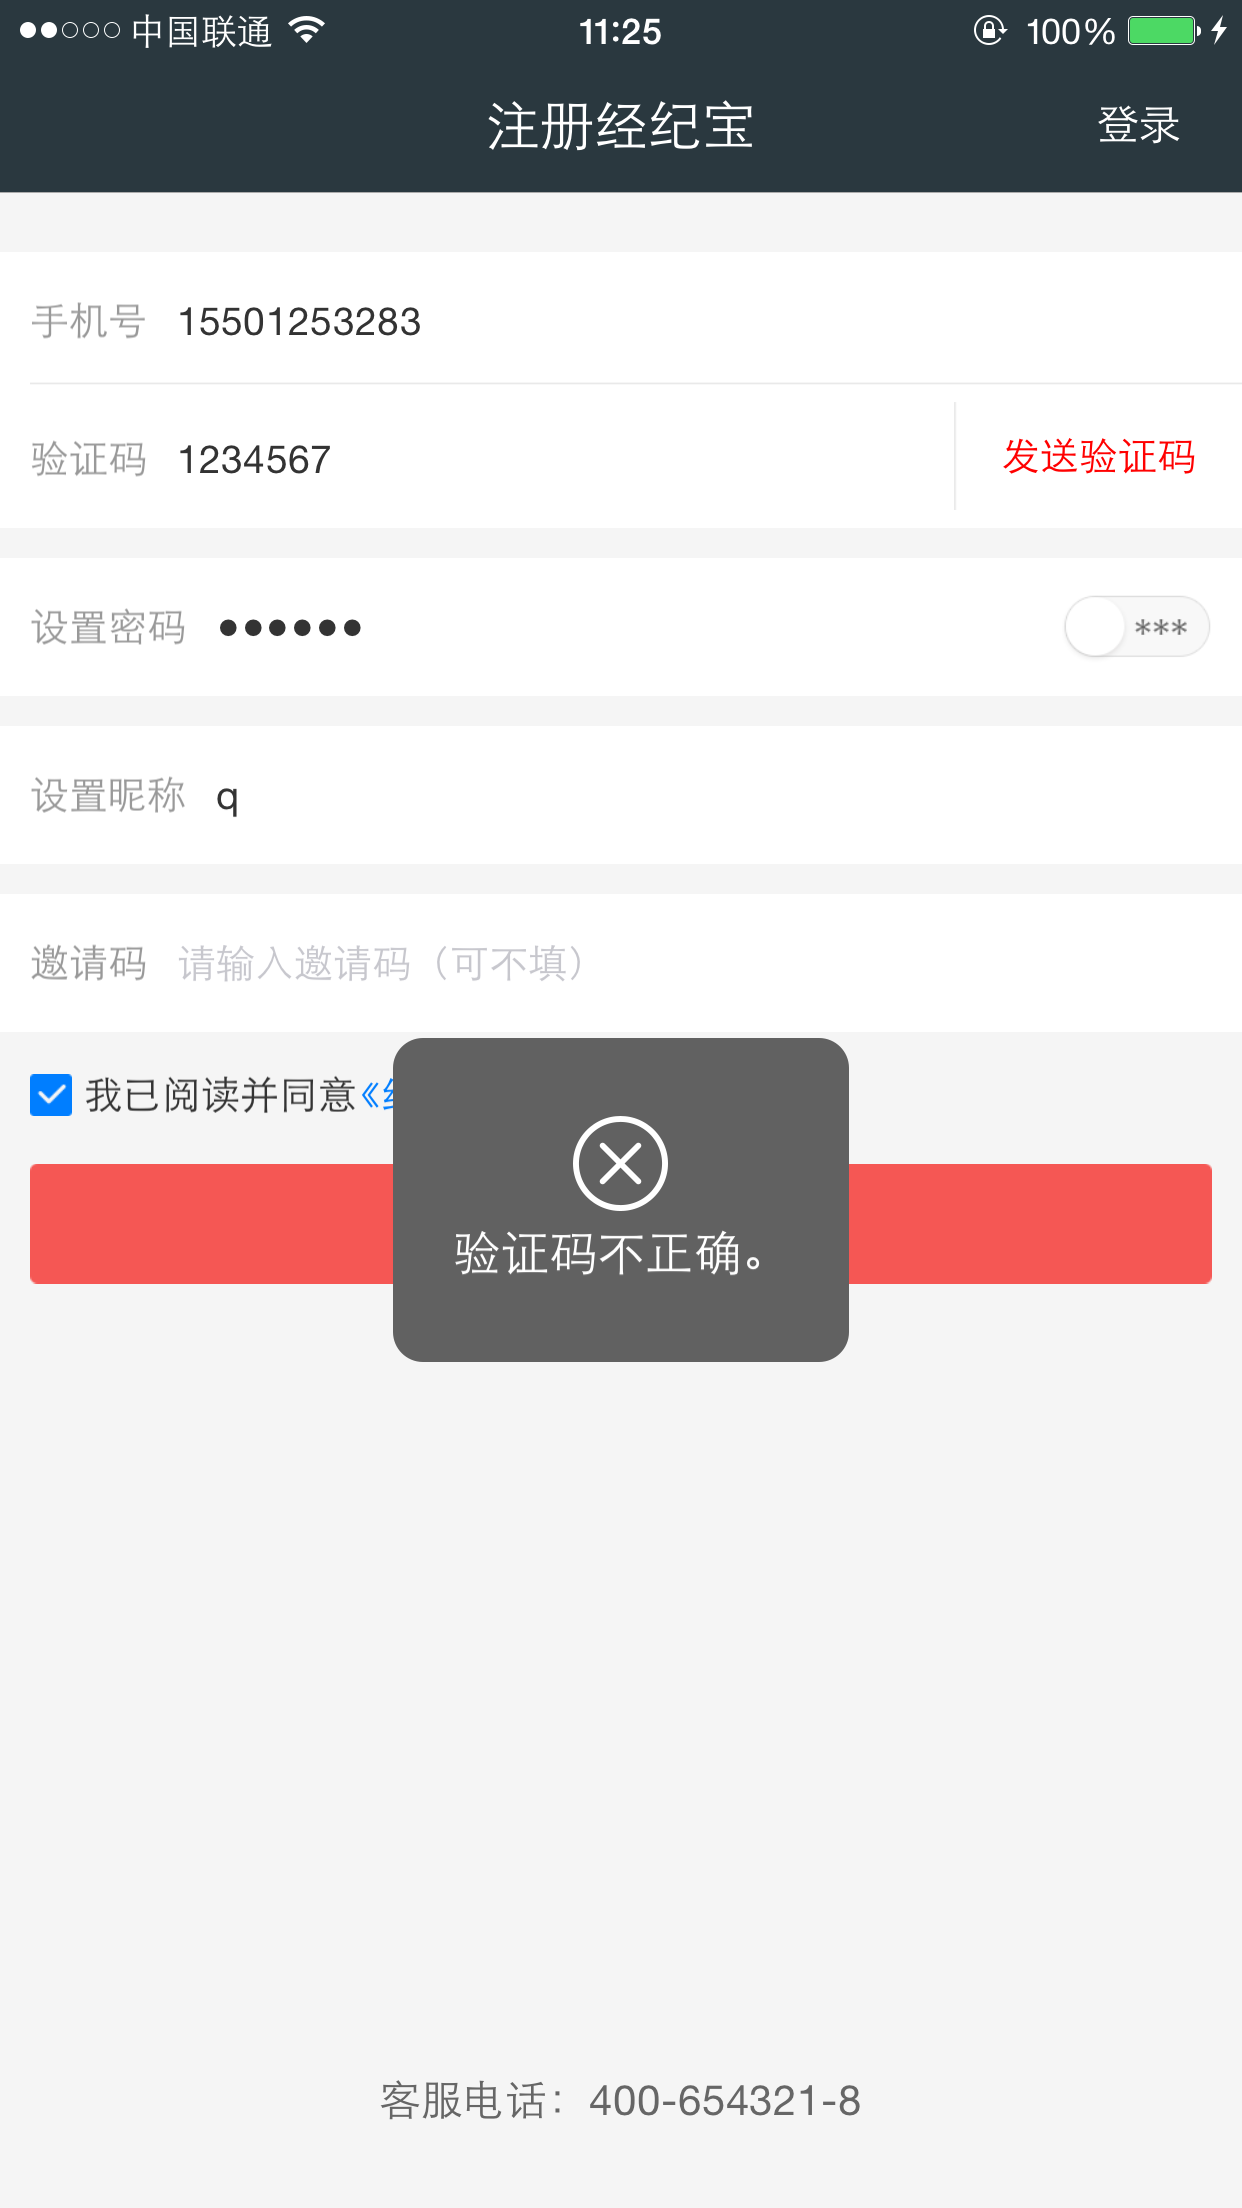 中国联通 11:25 100%
注册经纪宝 登录
手机号 15501253283
验证码 1234567 发送验证码
设置密码 •••••• ***
设置昵称 q
邀请码 请输入邀请码（可不填）
我已阅读并同意《
验证码不正确。
客服电话：400-654321-8